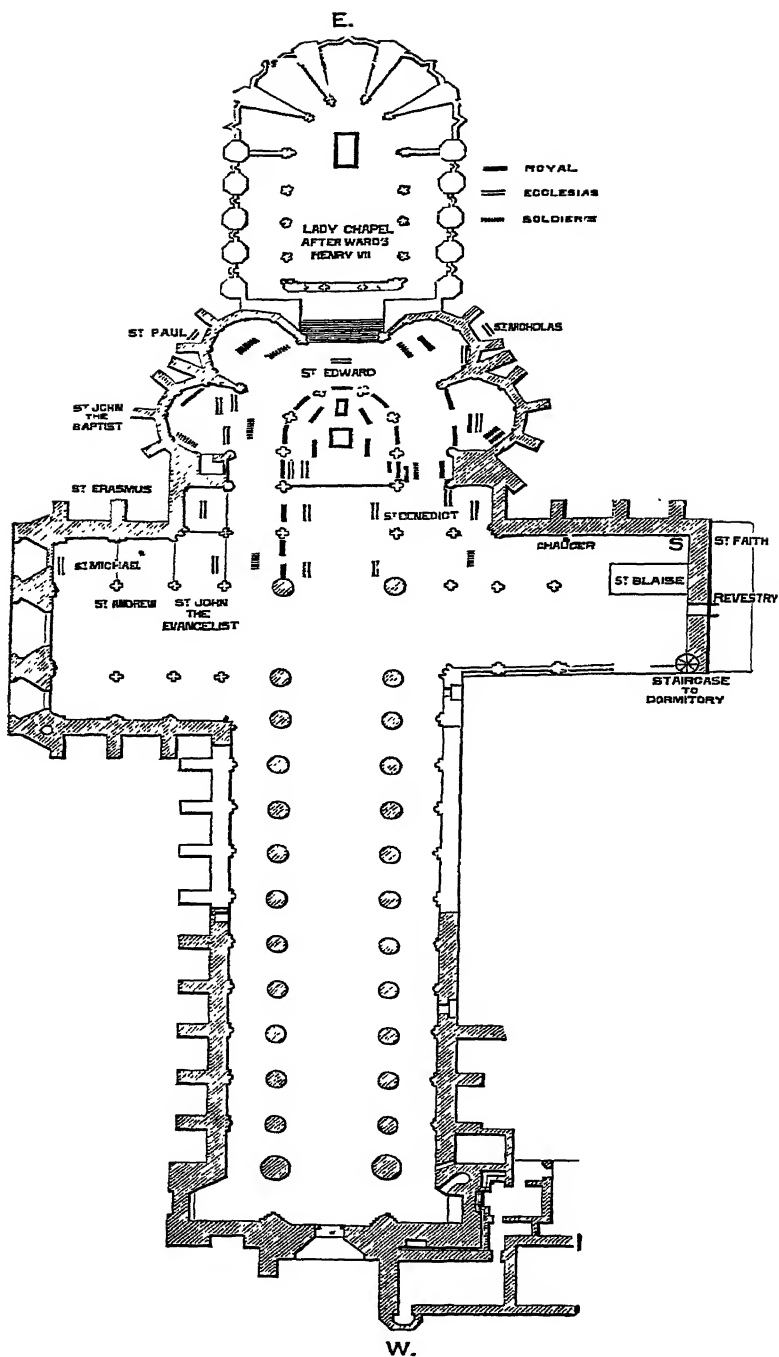 E.
ROYAL
ECCLESIAS
SOLDIERS
LADY CHAPEL
AFTERWARDS
HENRY VII
ST PAUL
ST NICHOLAS
ST EDWARD
ST JOHN
THE
BAPTIST
ST ERASMUS
ST BENEDICT
CHAUCER
S
ST FAITH
ST MICHAEL
ST BLAISE
REVESTRY
ST ANDREW
ST JOHN
THE
EVANGELIST
STAIRCASE
TO
DORMITORY
W.